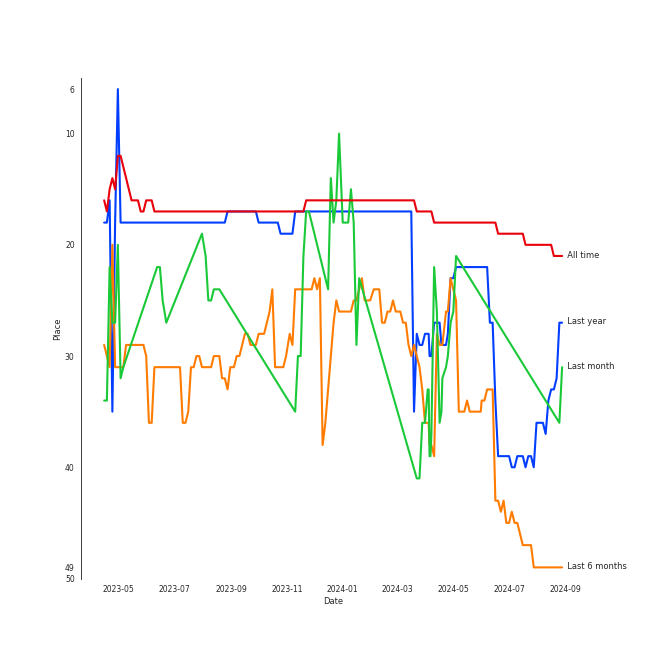 6
10
20
30
40
49
50
Place
2023-05
2023-07
2023-09
2023-11
2024-01
2024-03
2024-05
2024-07
2024-09
Date
All time
Last year
Last month
Last 6 months